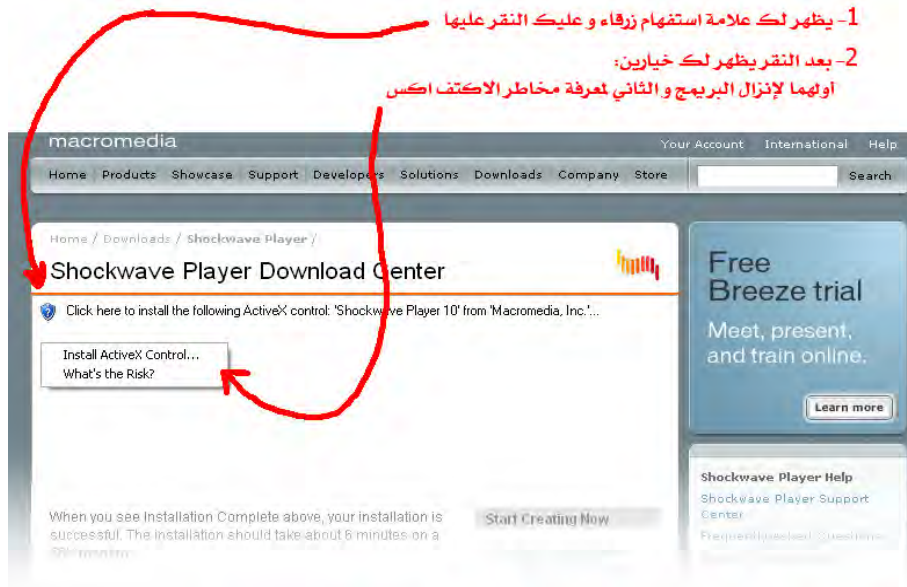 1- يظهر لك علامة استفهام زرقاء و عليك النقر عليها
2- بعد النقر يظهر لك خيارين:
أولهما لإنزال البريمج و الثاني لمعرفة مخاطر الاكتف اكس
macromedia
Your Account International Help
Home Products Showcase Support Developers Solutions Downloads Company Store Search
Home / Downloads / Shockwave Player /
Shockwave Player Download Center
Click here to install the following ActiveX control: 'Shockwave Player 10' from 'Macromedia, Inc.'...
Install ActiveX Control...
What's the Risk?
Free
Breeze trial
Meet, present,
and train online.
Learn more
When you see Installation Complete above, your installation is
successful. The installation should take about 6 minutes on a
Start Creating Now
Shockwave Player Help
Shockwave Player Support
Center
Frequently Asked Questions